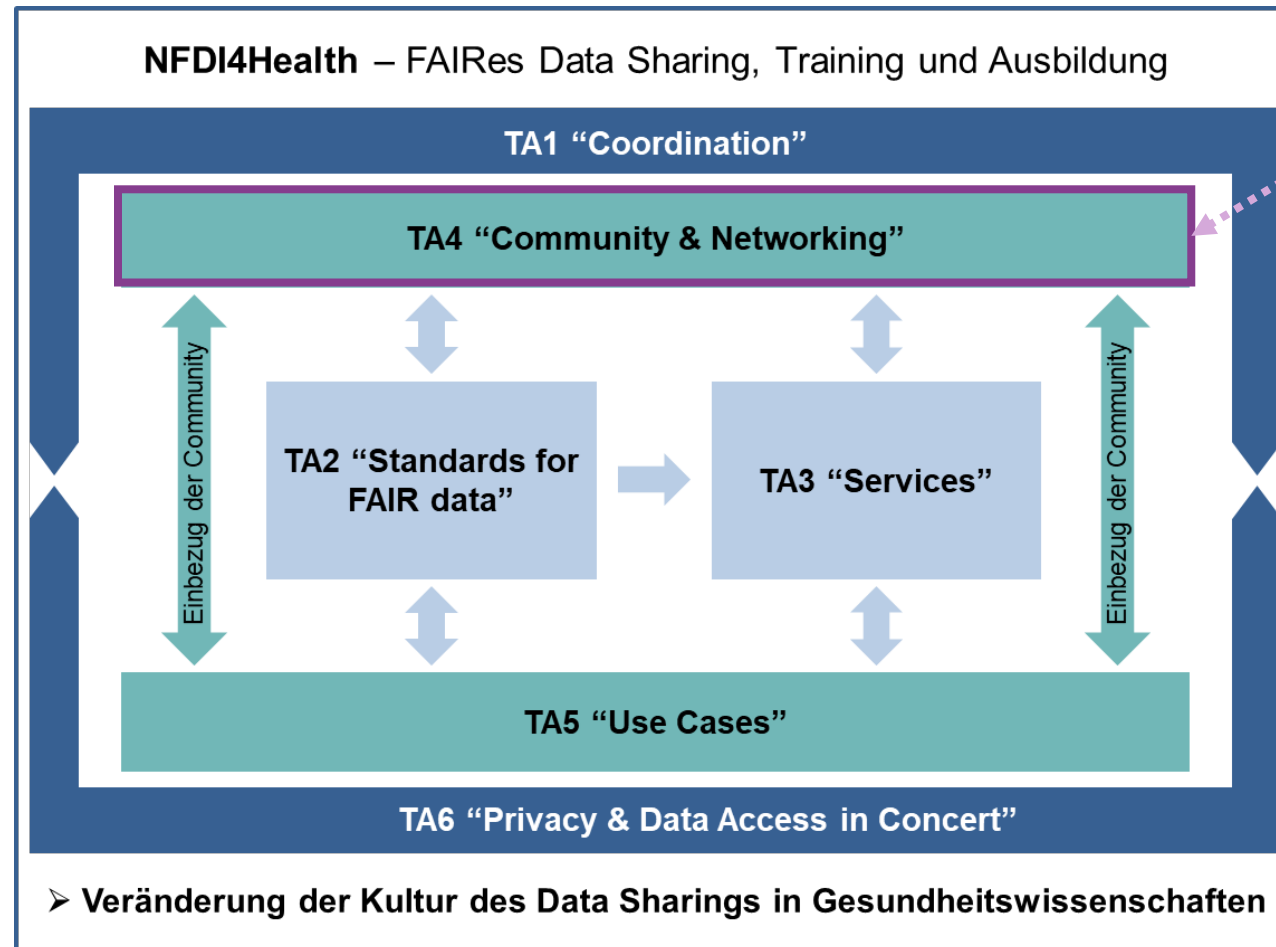 NFDI4Health – FAIRes Data Sharing, Training und Ausbildung
TA1 “Coordination”
TA4 “Community & Networking”
Einbezug der Community
TA2 “Standards for
FAIR data”
TA3 “Services”
Einbezug der Community
TA5 “Use Cases”
TA6 “Privacy & Data Access in Concert”
➢ Veränderung der Kultur des Data Sharings in Gesundheitswissenschaften